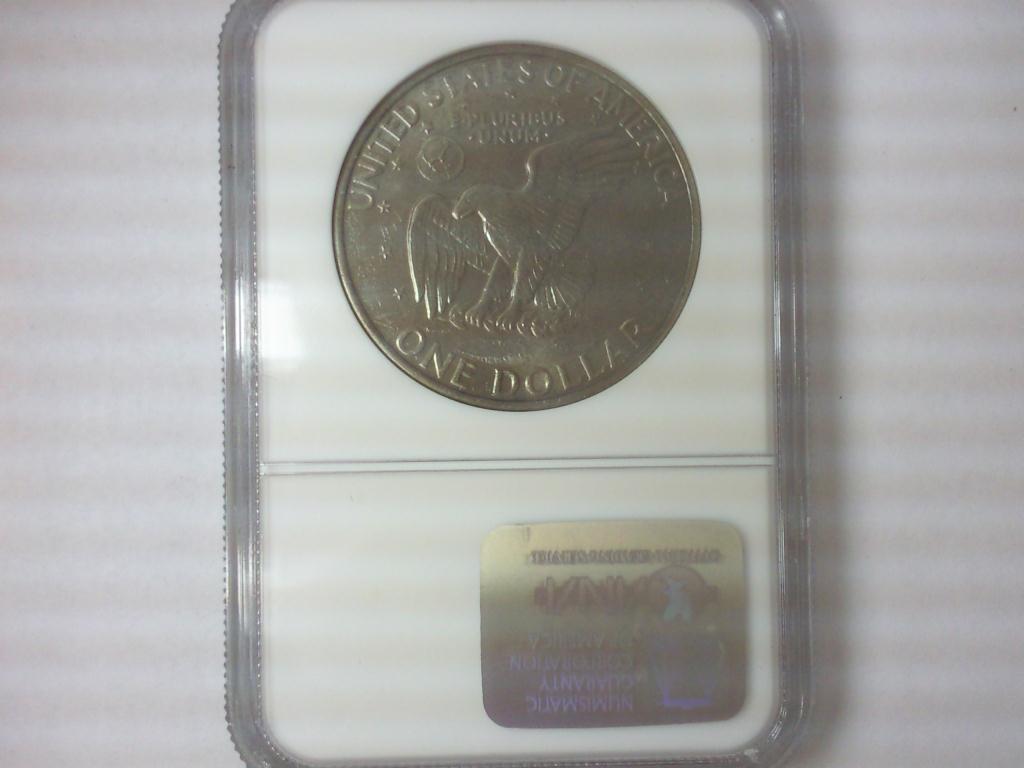 UNITED STATES OF AMERICA
E PLURIBUS
UNUM
ONE DOLLAR
NUMISMATIC
GUARANTY
CORPORATION
OF AMERICA